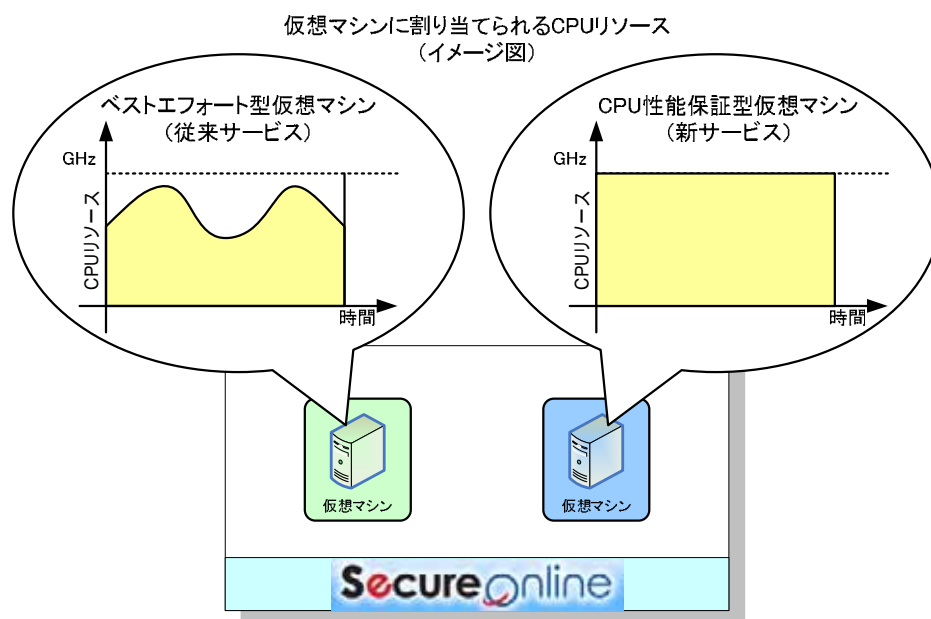 仮想マシンに割り当てられるCPUリソース
(イメージ図)
ベストエフォート型仮想マシン
(従来サービス)
GHz
CPUリソース
時間
CPU性能保証型仮想マシン
(新サービス)
GHz
CPUリソース
時間
仮想マシン
仮想マシン
SecureOnline